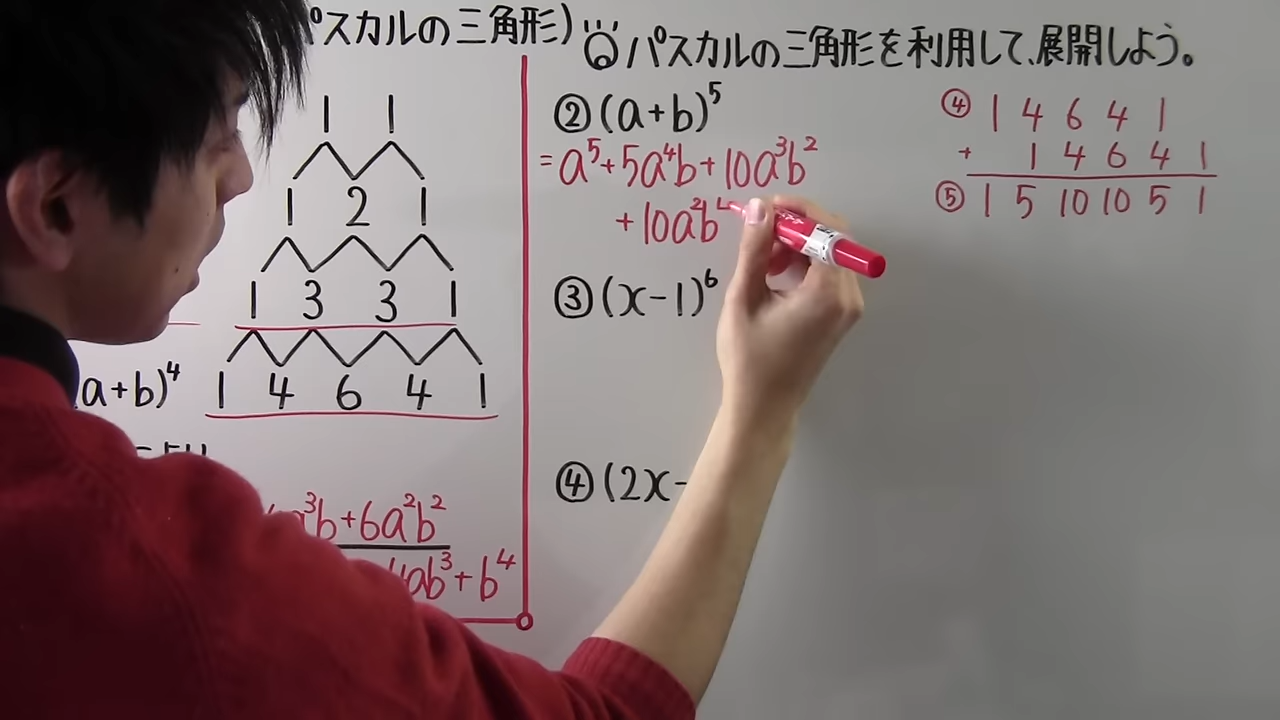 パスカルの三角形)
1 1
1 2 1
1 3 3 1
a+b)⁴ 1 4 6 4 1
より
³b+6a²b²
4ab³+b⁴
パスカルの三角形を利用して、展開しよう。
②(a+b)⁵
=a⁵+5a⁴b+10a³b²
+10a²b
③(x-1)⁶
④(2x-
④ 1 4 6 4 1
+ 1 4 6 4 1
⑤ 1 5 10 10 5 1